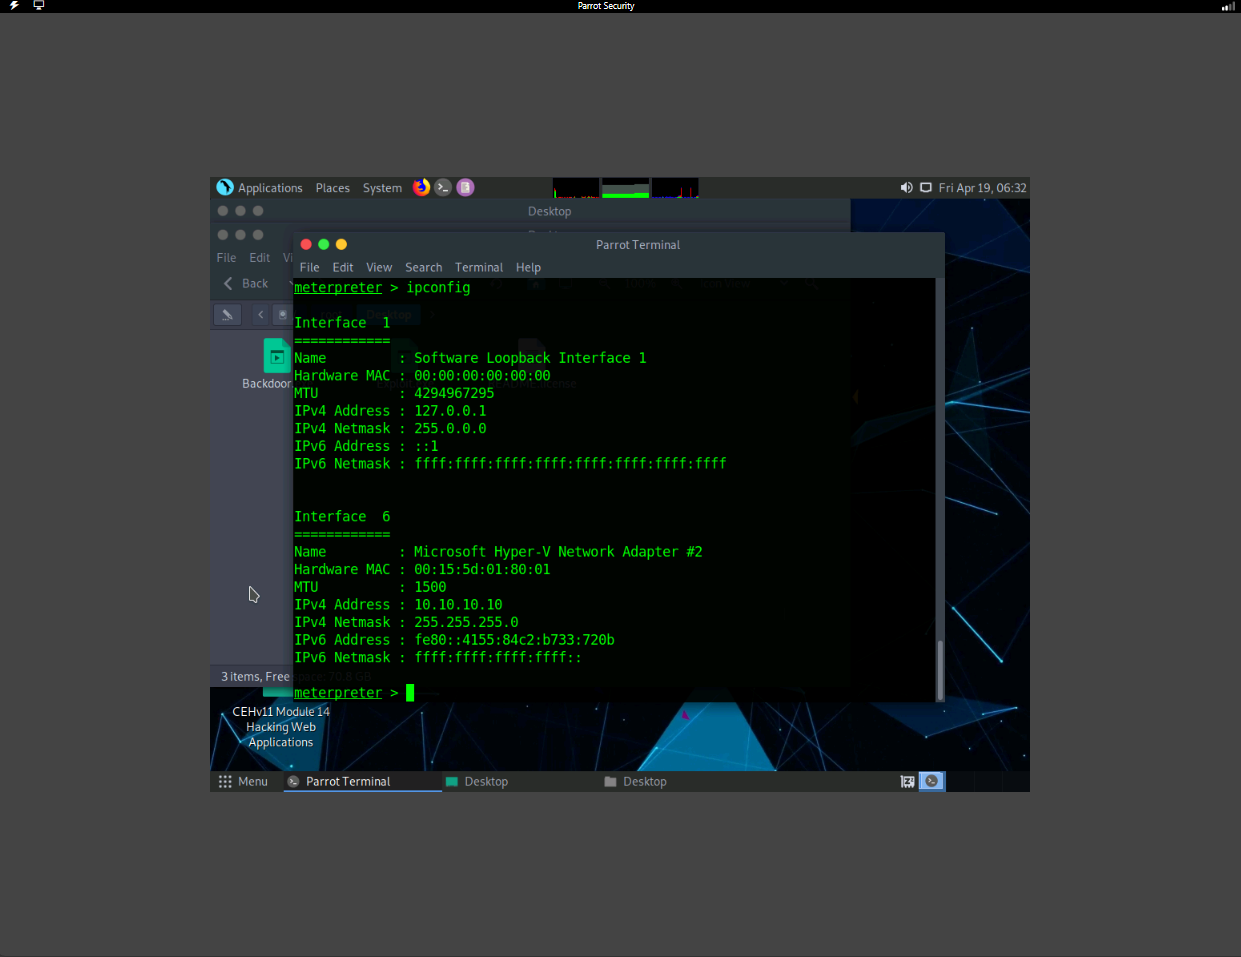 Parrot Security
Applications Places System Fri Apr 19, 06:32
Desktop
File Edit
Back
Parrot Terminal
File Edit View Search Terminal Help
meterpreter > ipconfig
Interface 1
============
Name : Software Loopback Interface 1
Hardware MAC : 00:00:00:00:00:00
MTU : 4294967295
IPv4 Address : 127.0.0.1
IPv4 Netmask : 255.0.0.0
IPv6 Address : ::1
IPv6 Netmask : ffff:ffff:ffff:ffff:ffff:ffff:ffff:ffff
Interface 6
============
Name : Microsoft Hyper-V Network Adapter #2
Hardware MAC : 00:15:5d:01:80:01
MTU : 1500
IPv4 Address : 10.10.10.10
IPv4 Netmask : 255.255.255.0
IPv6 Address : fe80::4155:84c2:b733:720b
IPv6 Netmask : ffff:ffff:ffff:ffff::
meterpreter >
Backdoor.
3 items, Free space: 70.8 GB
CEHv11 Module 14
Hacking Web
Applications
Menu Parrot Terminal Desktop Desktop